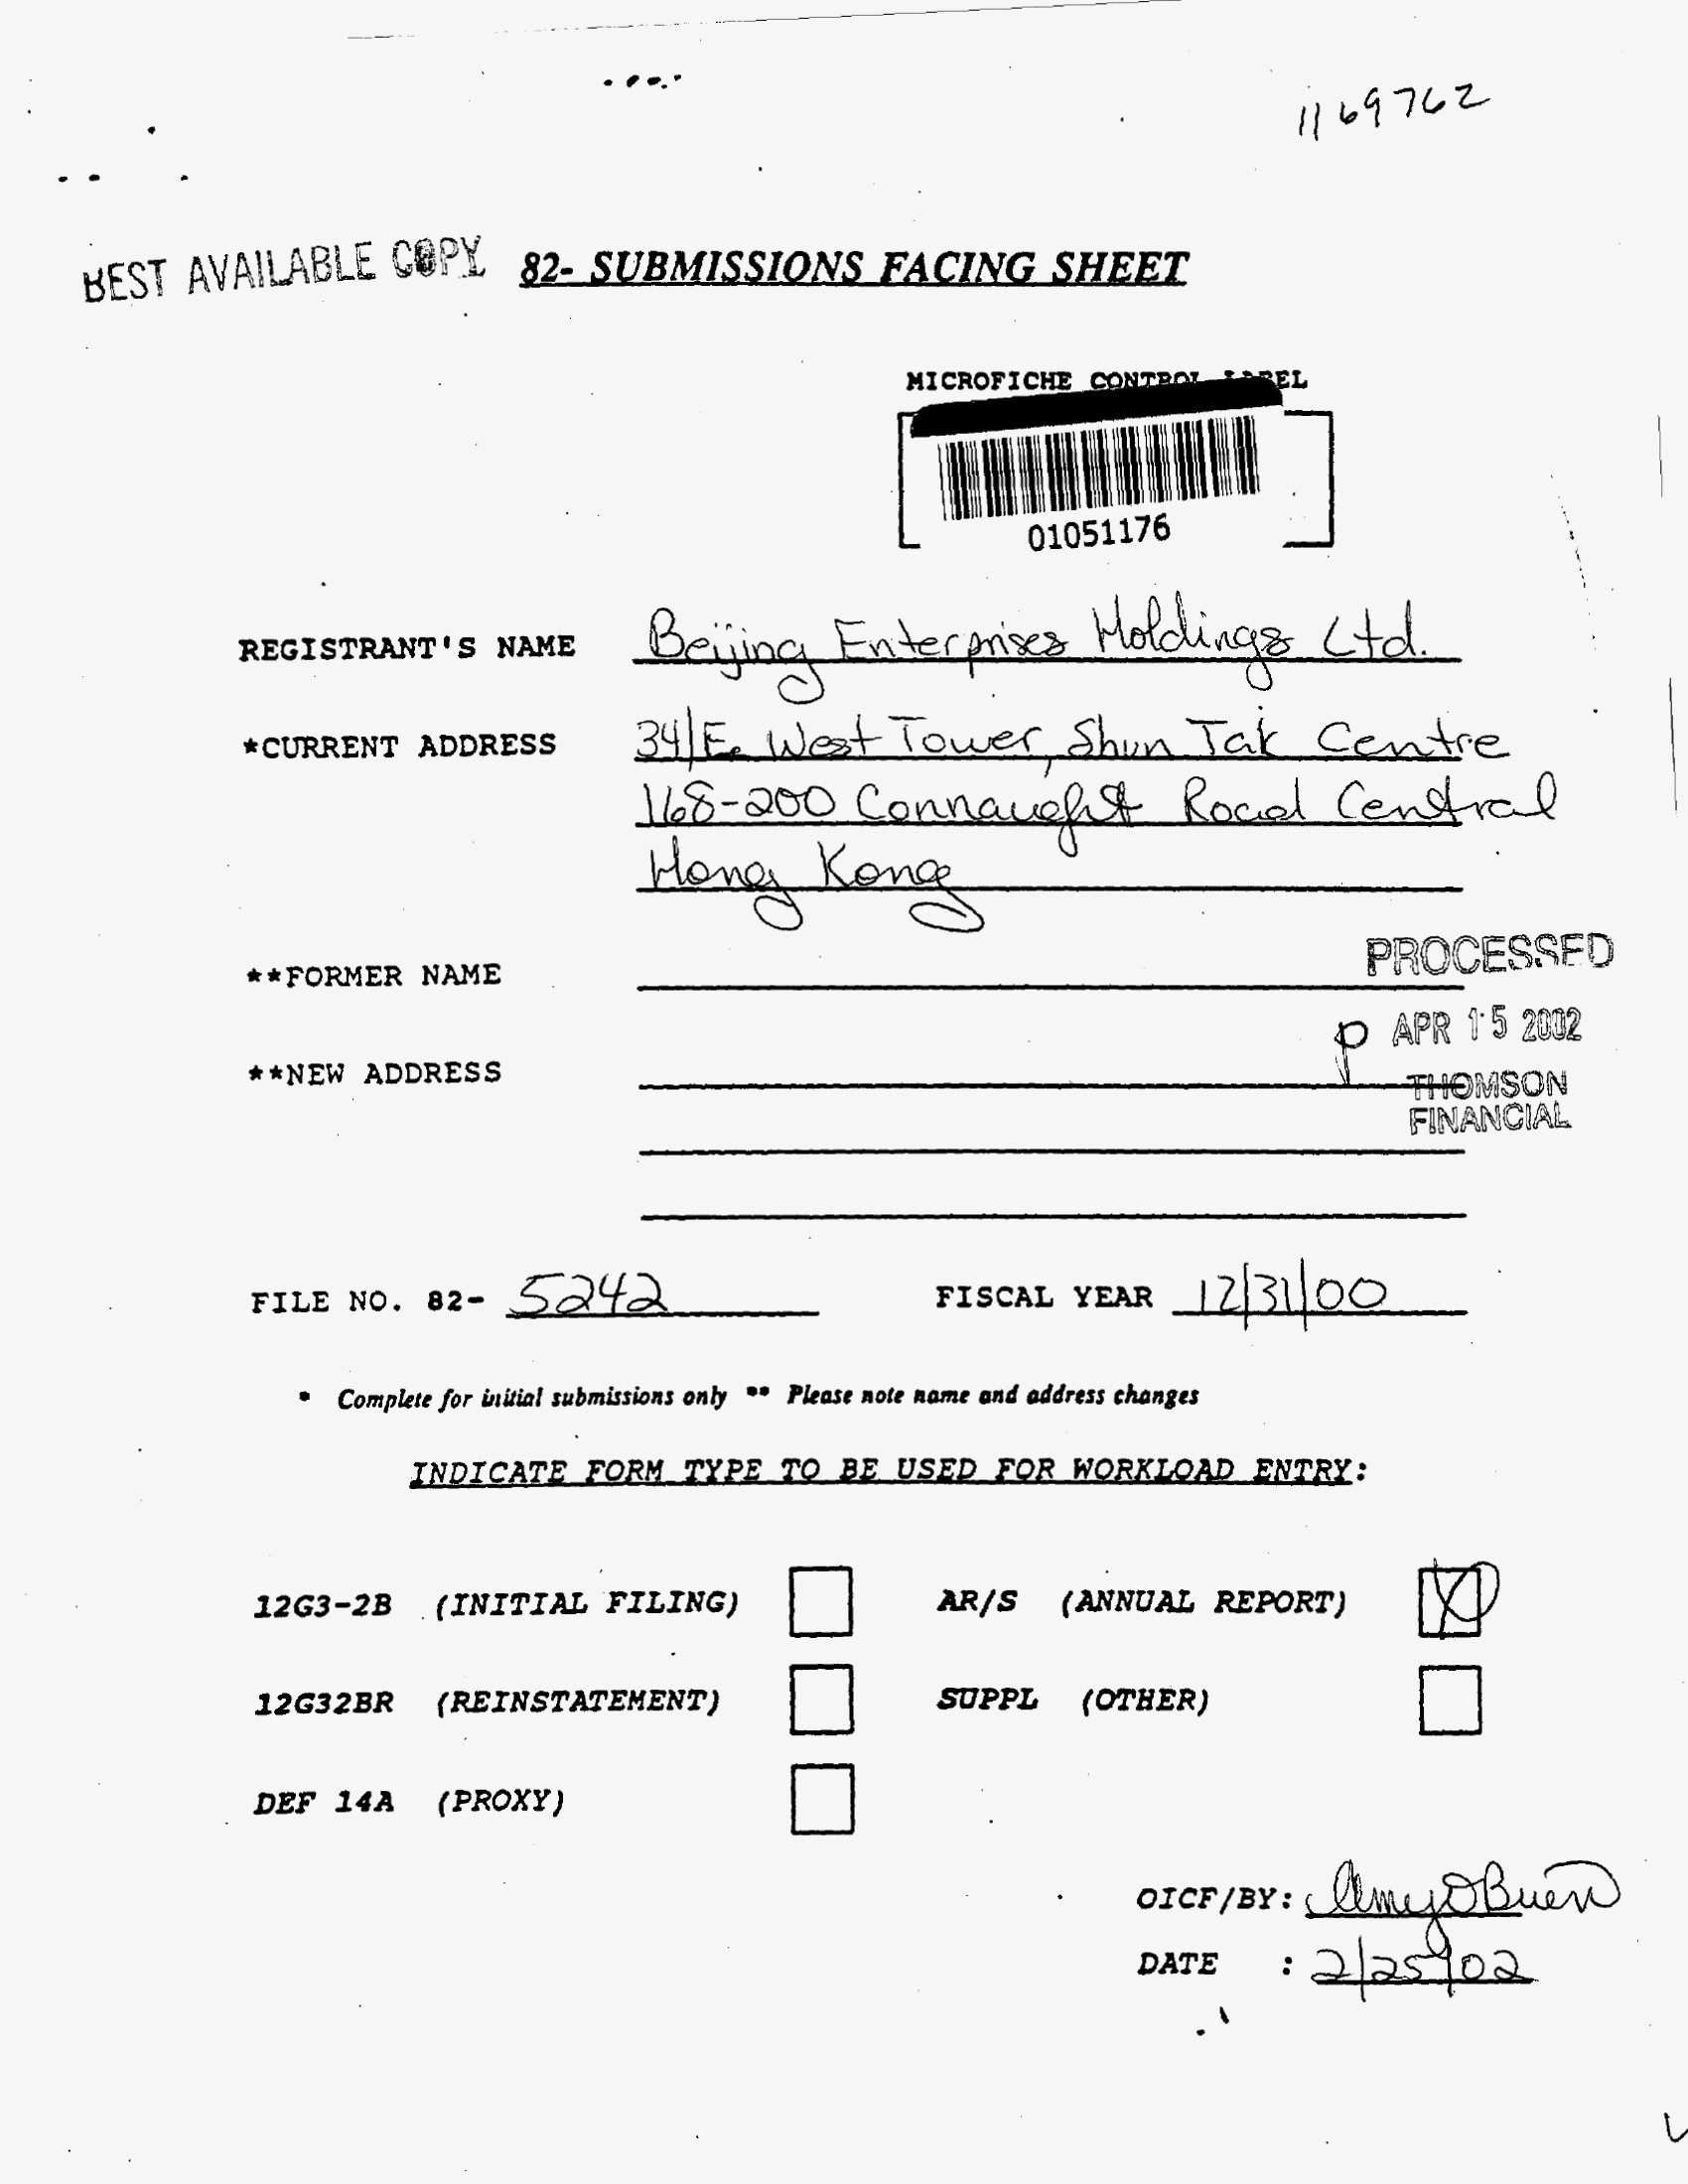 1169762
BEST AVAILABLE COPY
82- SUBMISSIONS FACING SHEET
MICROFICHE CONTROL LABEL
01051176
REGISTRANT'S NAME Beijing Enterprises Holdings Ltd.
*CURRENT ADDRESS 34/F. West Tower, Shun Tak Centre
168-200 Connaught Road Central
Hong Kong
**FORMER NAME
PROCESSED
**NEW ADDRESS
P APR 15 2002
THOMSON
FINANCIAL
FILE NO. 82- 5242 FISCAL YEAR 12/31/00
* Complete for initial submissions only ** Please note name and address changes
INDICATE FORM TYPE TO BE USED FOR WORKLOAD ENTRY:
12G3-2B (INITIAL FILING) AR/S (ANNUAL REPORT)
12G32BR (REINSTATEMENT) SUPPL (OTHER)
DEF 14A (PROXY)
OICF/BY: Amy O'Brien
DATE : 2/25/02